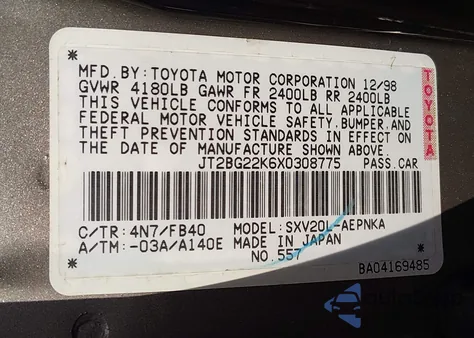 MFD.BY:TOYOTA MOTOR CORPORATION 12/98
GVWR 4180LB GAWR FR 2400LB RR 2400LB
THIS VEHICLE CONFORMS TO ALL APPLICABLE
FEDERAL MOTOR VEHICLE SAFETY,BUMPER,AND
THEFT PREVENTION STANDARDS IN EFFECT ON
THE DATE OF MANUFACTURE SHOWN ABOVE.
JT2BG22K6X0308775 PASS.CAR
TOYOTA
C/TR: 4N7/FB40 MODEL:SXV20L-AEPNKA
A/TM:-03A/A140E MADE IN JAPAN
NO.557
BA04169485